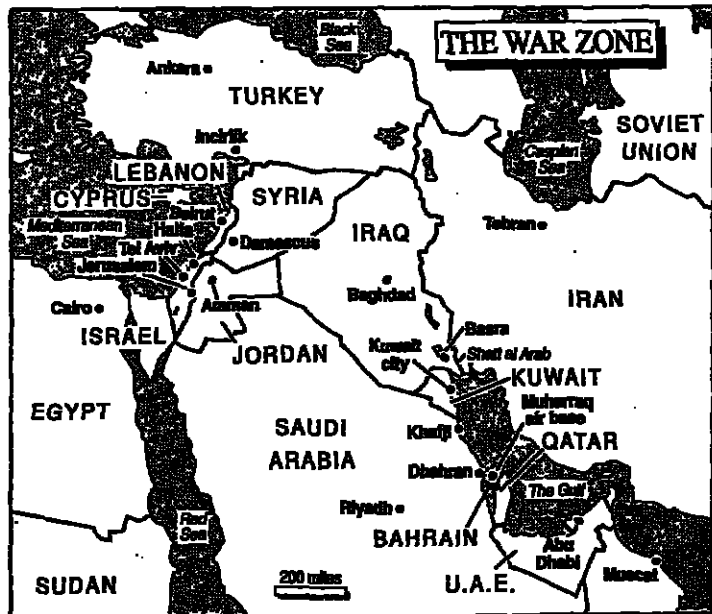 Black
Sea
THE WAR ZONE
Ankara
TURKEY
SOVIET
UNION
Incirlik
Caspian
Sea
LEBANON
CYPRUS
SYRIA
Mediterranean
Sea
Beirut
Haifa
Tel Aviv
Jerusalem
Damascus
IRAQ
Tehran
Baghdad
IRAN
Cairo
Amman
ISRAEL
JORDAN
Basra
Shatt al Arab
Kuwait
city
KUWAIT
Muharraq
air base
EGYPT
SAUDI
ARABIA
Khafji
QATAR
Dhahran
The Gulf
Riyadh
Red
Sea
BAHRAIN
Abu
Dhabi
U.A.E.
Muscat
SUDAN
200 miles